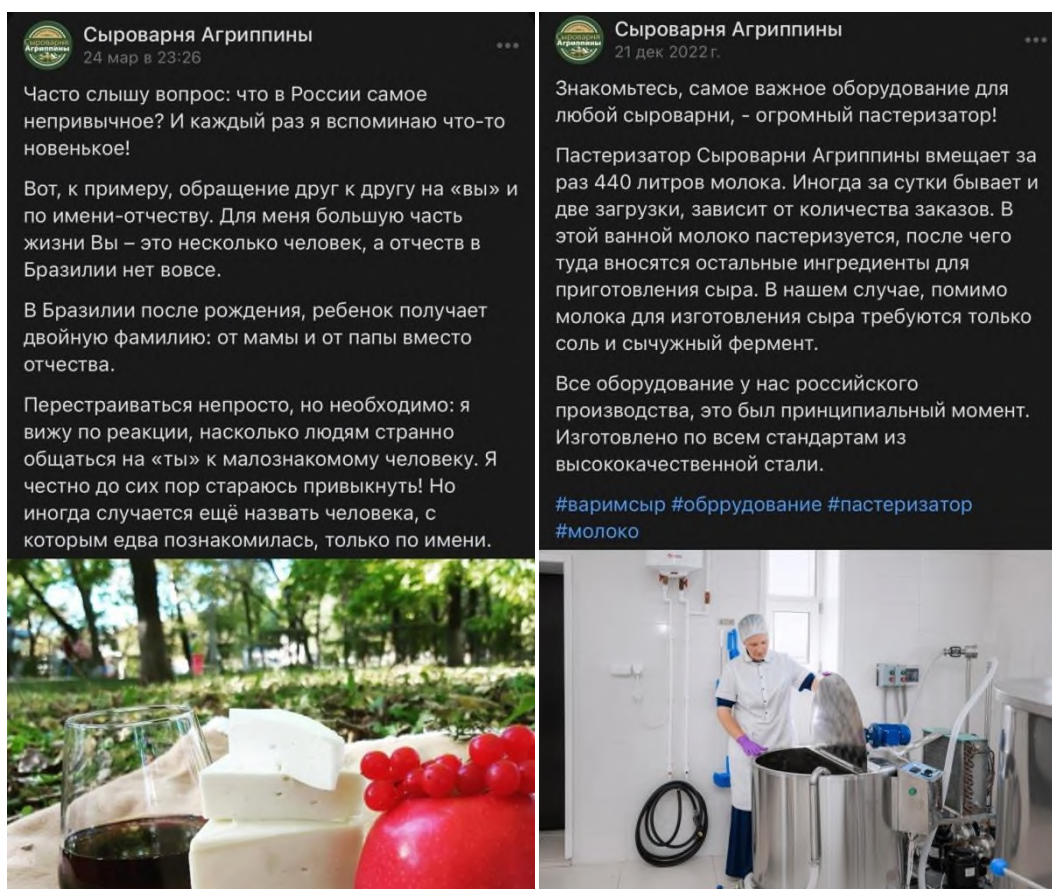 Сыроварня Агриппины
24 мар в 23:26
Часто слышу вопрос: что в России самое
непривычное? И каждый раз я вспоминаю что-то
новенькое!
Вот, к примеру, обращение друг к другу на «вы» и
по имени-отчеству. Для меня большую часть
жизни Вы – это несколько человек, а отчеств в
Бразилии нет вовсе.
В Бразилии после рождения, ребенок получает
двойную фамилию: от мамы и от папы вместо
отчества.
Перестраиваться непросто, но необходимо: я
вижу по реакции, насколько людям странно
общаться на «ты» к малознакомому человеку. Я
честно до сих пор стараюсь привыкнуть! Но
иногда случается ещё назвать человека, с
которым едва познакомилась, только по имени.
Сыроварня Агриппины
21 дек 2022 г.
Знакомьтесь, самое важное оборудование для
любой сыроварни, - огромный пастеризатор!
Пастеризатор Сыроварни Агриппины вмещает за
раз 440 литров молока. Иногда за сутки бывает и
две загрузки, зависит от количества заказов. В
этой ванной молоко пастеризуется, после чего
туда вносятся остальные ингредиенты для
приготовления сыра. В нашем случае, помимо
молока для изготовления сыра требуются только
соль и сычужный фермент.
Все оборудование у нас российского
производства, это был принципиальный момент.
Изготовлено по всем стандартам из
высококачественной стали.
#варимсыр #обррудование #пастеризатор
#молоко